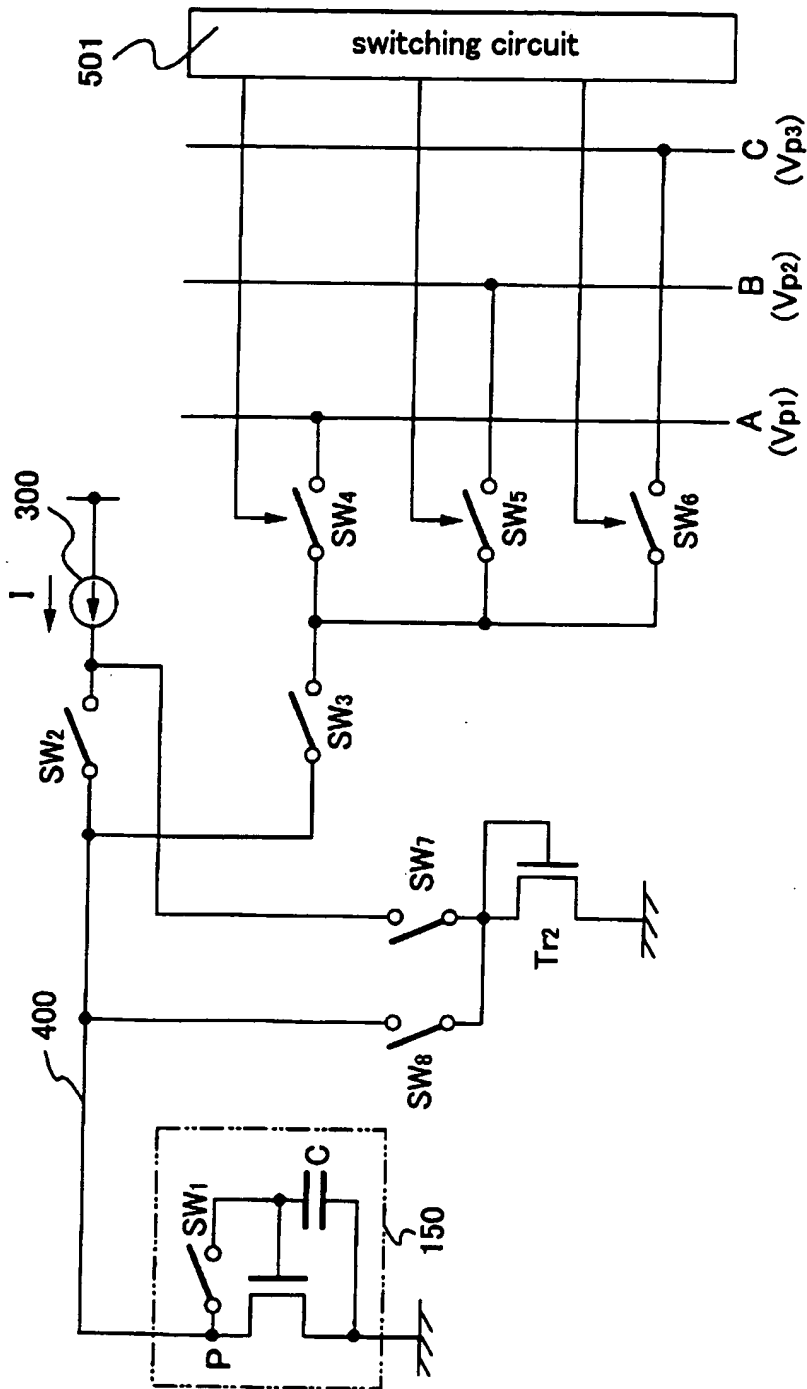 switching circuit
501
300
I
400
SW2
SW3
SW4
SW5
SW6
SW7
SW8
Tr2
SW1
C
P
150
A
(Vp1)
B
(Vp2)
C
(Vp3)